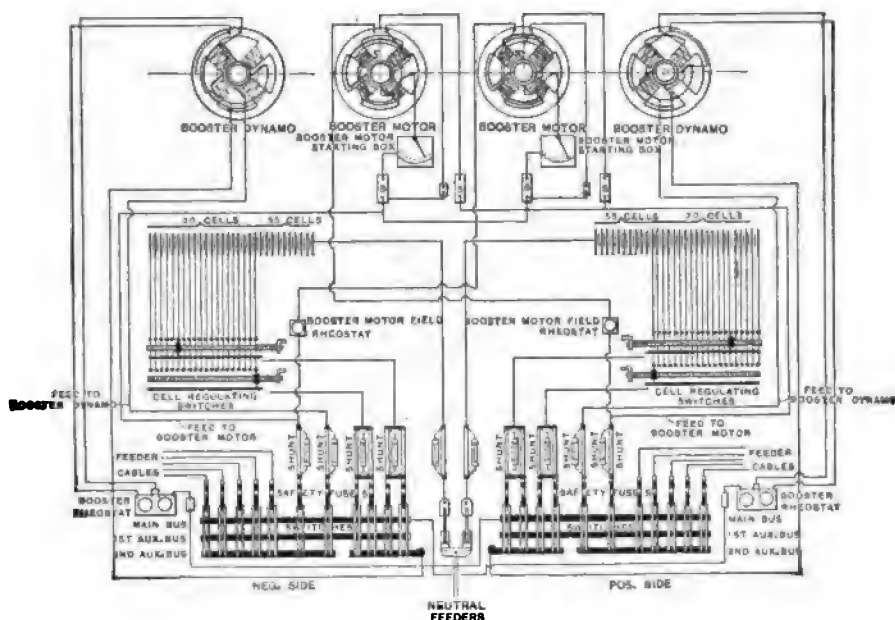 BOOSTER DYNAMO
BOOSTER MOTOR
BOOSTER MOTOR
BOOSTER DYNAMO
BOOSTER MOTOR
STARTING BOX
BOOSTER MOTOR
STARTING BOX
55 CELLS
55 CELLS
20 CELLS
BOOSTER MOTOR FIELD
RHEOSTAT
BOOSTER MOTOR FIELD
RHEOSTAT
FEED TO
BOOSTER DYNAMO
CELL REGULATING
SWITCHES
CELL REGULATING
SWITCHES
FEED TO
BOOSTER DYNAMO
FEED TO
BOOSTER MOTOR
FEED TO
BOOSTER MOTOR
SHUNT
SHUNT
SHUNT
SHUNT
SHUNT
SHUNT
SHUNT
SHUNT
FEEDER
CABLES
FEEDER
CABLES
BOOSTER
RHEOSTAT
SAFETY FUSES
SAFETY FUSES
BOOSTER
RHEOSTAT
MAIN BUS
1ST AUX. BUS
2ND AUX. BUS
SWITCHES
SWITCHES
MAIN BUS
1ST AUX. BUS
2ND AUX. BUS
NEG. SIDE
POS. SIDE
NEUTRAL
FEEDERS